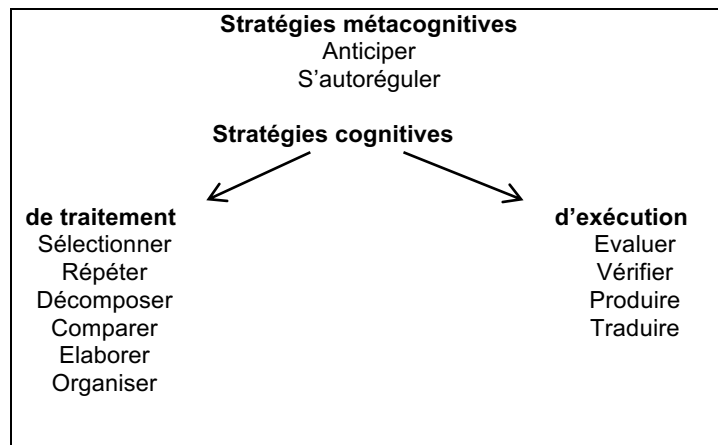 Stratégies métacognitives
Anticiper
S’autoréguler
Stratégies cognitives
de traitement
Sélectionner
Répéter
Décomposer
Comparer
Elaborer
Organiser
d’exécution
Evaluer
Vérifier
Produire
Traduire